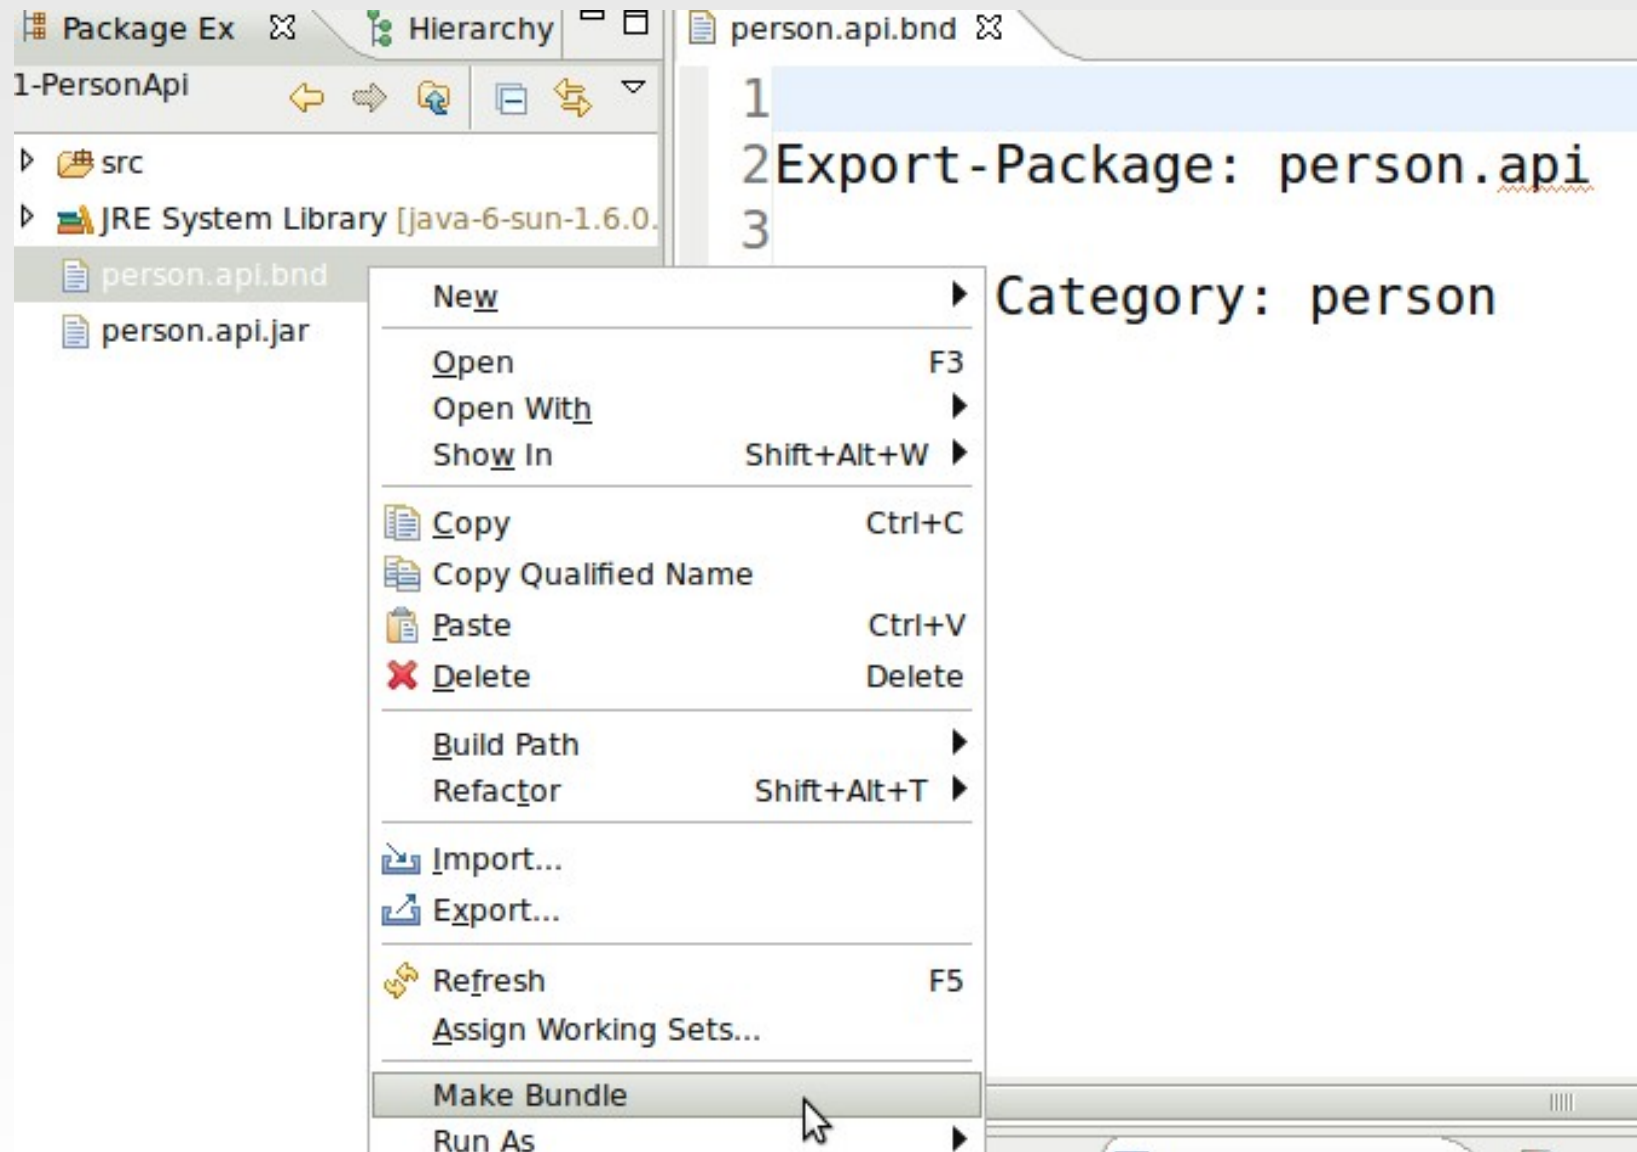 Package Ex
Hierarchy
person.api.bnd
1-PersonApi
src
JRE System Library [java-6-sun-1.6.0.
person.api.bnd
person.api.jar
1
2 Export-Package: person.api
3
Category: person
New
Open F3
Open With
Show In Shift+Alt+W
Copy Ctrl+C
Copy Qualified Name
Paste Ctrl+V
Delete Delete
Build Path
Refactor Shift+Alt+T
Import...
Export...
Refresh F5
Assign Working Sets...
Make Bundle
Run As